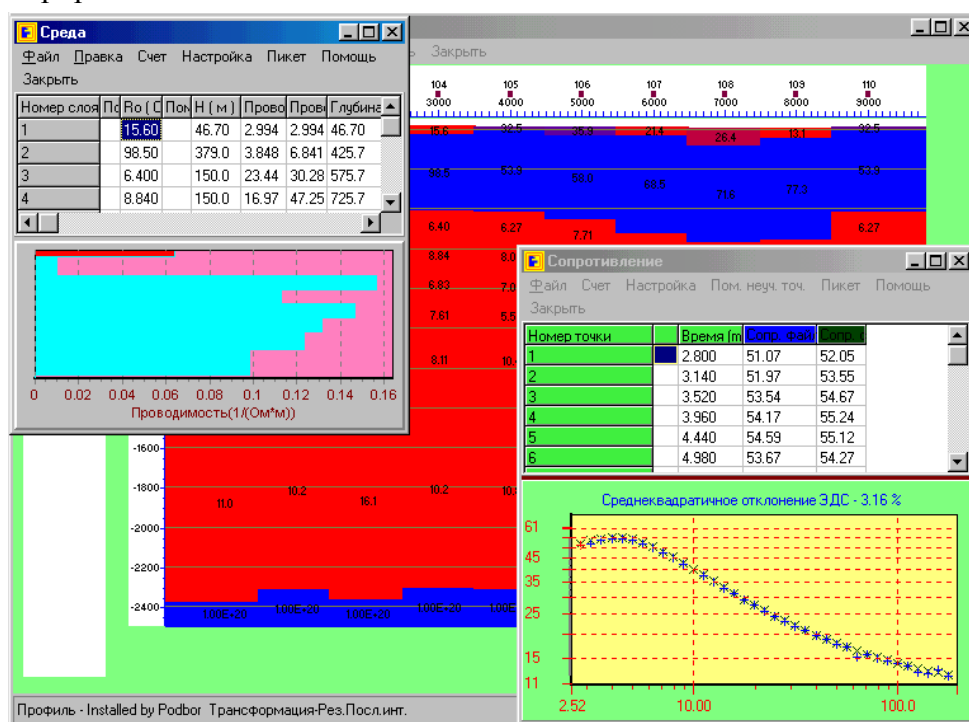 Среда
Файл Правка Счет Настройка Пикет Помощь
Закрыть
Номер слоя По Ro ( С Пом H ( м ) Прово Прово Глубина
1 15.60 46.70 2.994 2.994 46.70
2 98.50 379.0 3.848 6.841 425.7
3 6.400 150.0 23.44 30.28 575.7
4 8.840 150.0 16.97 47.25 725.7
0 0.02 0.04 0.06 0.08 0.1 0.12 0.14 0.16
Проводимость(1/(Ом*м))
Закрыть
104 105 106 107 108 109 110
3000 4000 5000 6000 7000 8000 9000
15.6 32.5 35.9 21.4 26.4 13.1 32.5
53.9 59.0 68.5 71.6 77.3 53.9
6.40 6.27 7.71 6.27
8.84
6.83
7.61
8.11
-1600
-1800
11.0 10.2 16.1 10.2
-2000
-2200
-2400
1.00E+20 1.00E+20 1.00E+20 1.00E+20
Сопротивление
Файл Счет Настройка Пом. неуч. точ. Пикет Помощь
Закрыть
Номер точки Время (m Сопр. фай Сопр.
1 2.800 51.07 52.05
2 3.140 51.97 53.55
3 3.520 53.54 54.67
4 3.960 54.17 55.24
5 4.440 54.59 55.12
6 4.980 53.67 54.27
Среднеквадратичное отклонение ЭДС - 3.16 %
61
45
35
25
15
11
2.52 10.00 100.0
Профиль - Installed by Podbor Трансформация-Рез.Посл.инт.